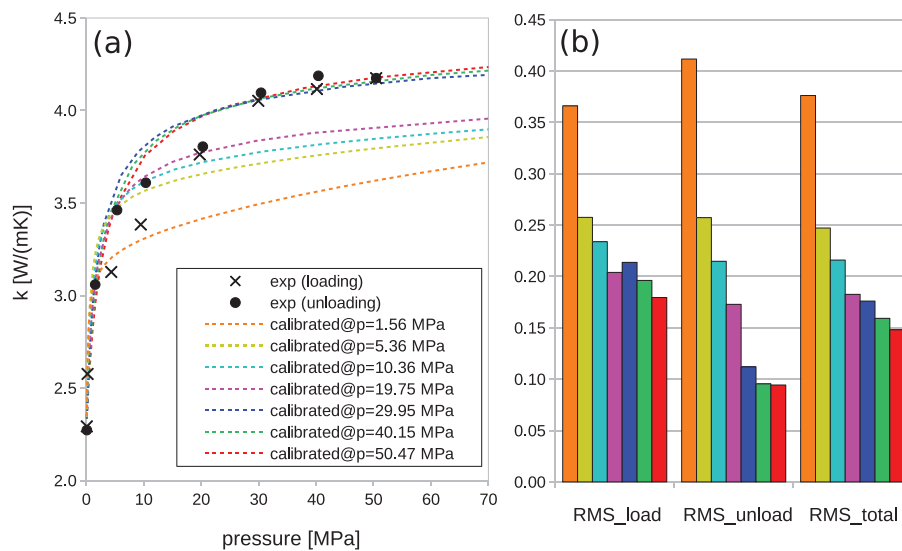 (a)
4.5
4.0
3.5
3.0
2.5
2.0
k [W/(mK)]
exp (loading)
exp (unloading)
calibrated@p=1.56 MPa
calibrated@p=5.36 MPa
calibrated@p=10.36 MPa
calibrated@p=19.75 MPa
calibrated@p=29.95 MPa
calibrated@p=40.15 MPa
calibrated@p=50.47 MPa
0 10 20 30 40 50 60 70
pressure [MPa]
(b)
0.45
0.40
0.35
0.30
0.25
0.20
0.15
0.10
0.05
0.00
RMS_load RMS_unload RMS_total